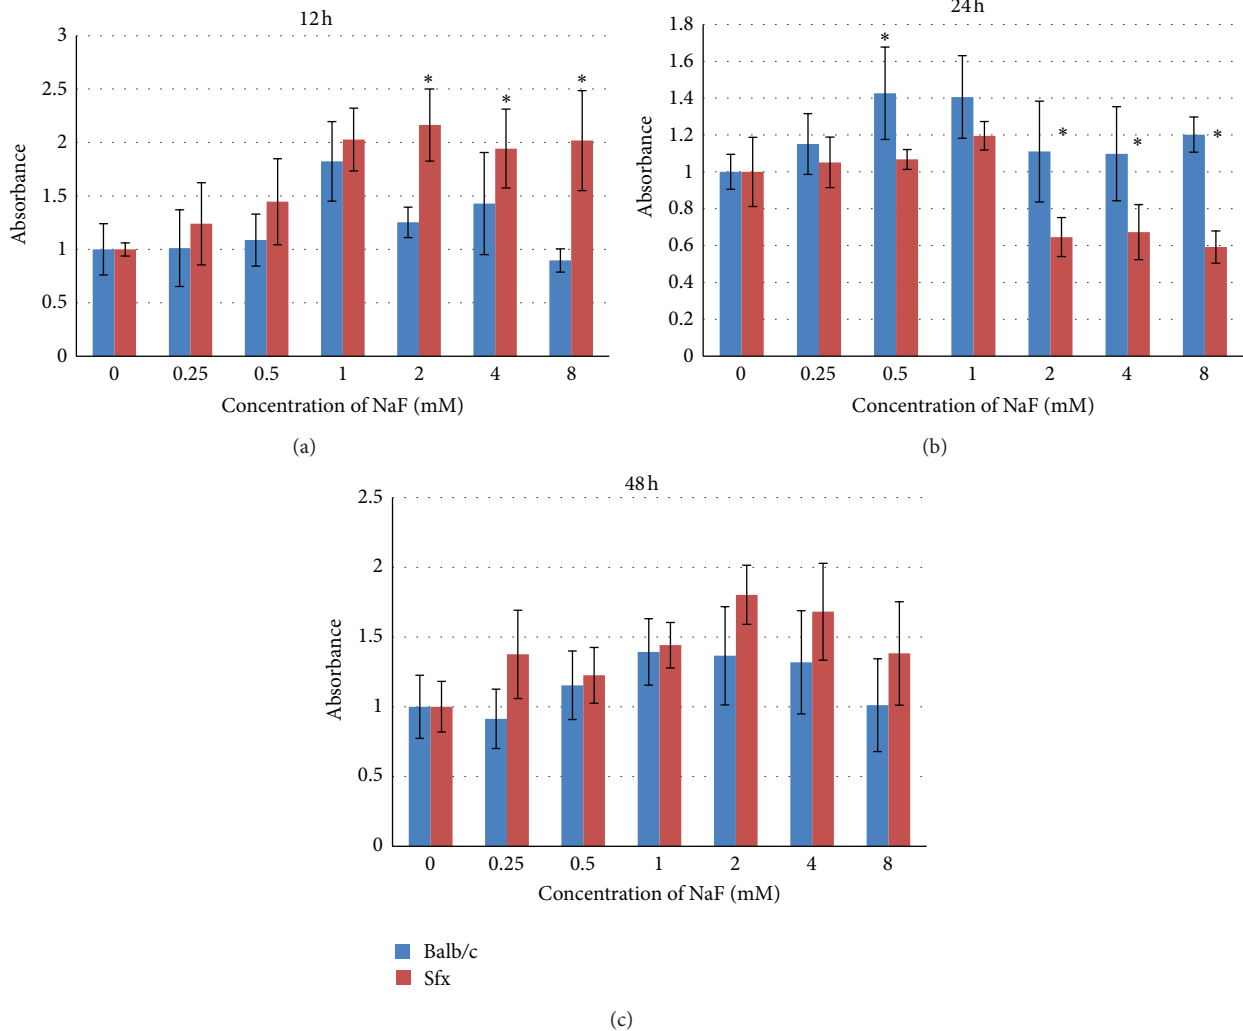 12 h
3
2.5
2
1.5
1
0.5
0
Absorbance
* * *
0 0.25 0.5 1 2 4 8
Concentration of NaF (mM)
(a)
24 h
1.8
1.6
1.4
1.2
1
0.8
0.6
0.4
0.2
0
Absorbance
* * * *
0 0.25 0.5 1 2 4 8
Concentration of NaF (mM)
(b)
48 h
2.5
2
1.5
1
0.5
0
Absorbance
0 0.25 0.5 1 2 4 8
Concentration of NaF (mM)
Balb/c
Sfx
(c)